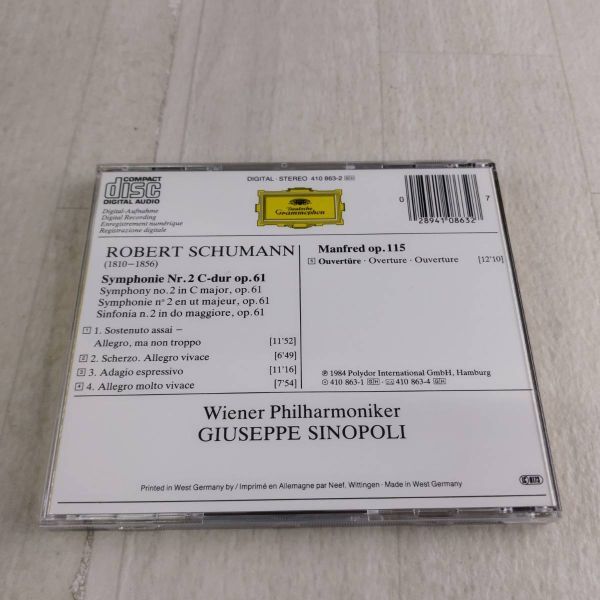 COMPACT
disc
DIGITAL AUDIO
Digital-Aufnahme
Digital Recording
Enregistrement numérique
Registrazione digitale
DIGITAL · STEREO 410 863-2 GH
Deutsche
Grammophon
0 28941 08632 7
ROBERT SCHUMANN
(1810–1856)
Symphonie Nr. 2 C-dur op. 61
Symphony no. 2 in C major, op. 61
Symphonie n° 2 en ut majeur, op. 61
Sinfonia n. 2 in do maggiore, op. 61
1 1. Sostenuto assai –
Allegro, ma non troppo [11'52]
2 2. Scherzo. Allegro vivace [6'49]
3 3. Adagio espressivo [11'16]
4 4. Allegro molto vivace [7'54]
Manfred op. 115
5 Ouvertüre · Overture · Ouverture [12'10]
℗ 1984 Polydor International GmbH, Hamburg
410 863-1 GH · 410 863-4 GH
Wiener Philharmoniker
GIUSEPPE SINOPOLI
Printed in West Germany by / Imprimé en Allemagne par Neef, Wittingen · Made in West Germany